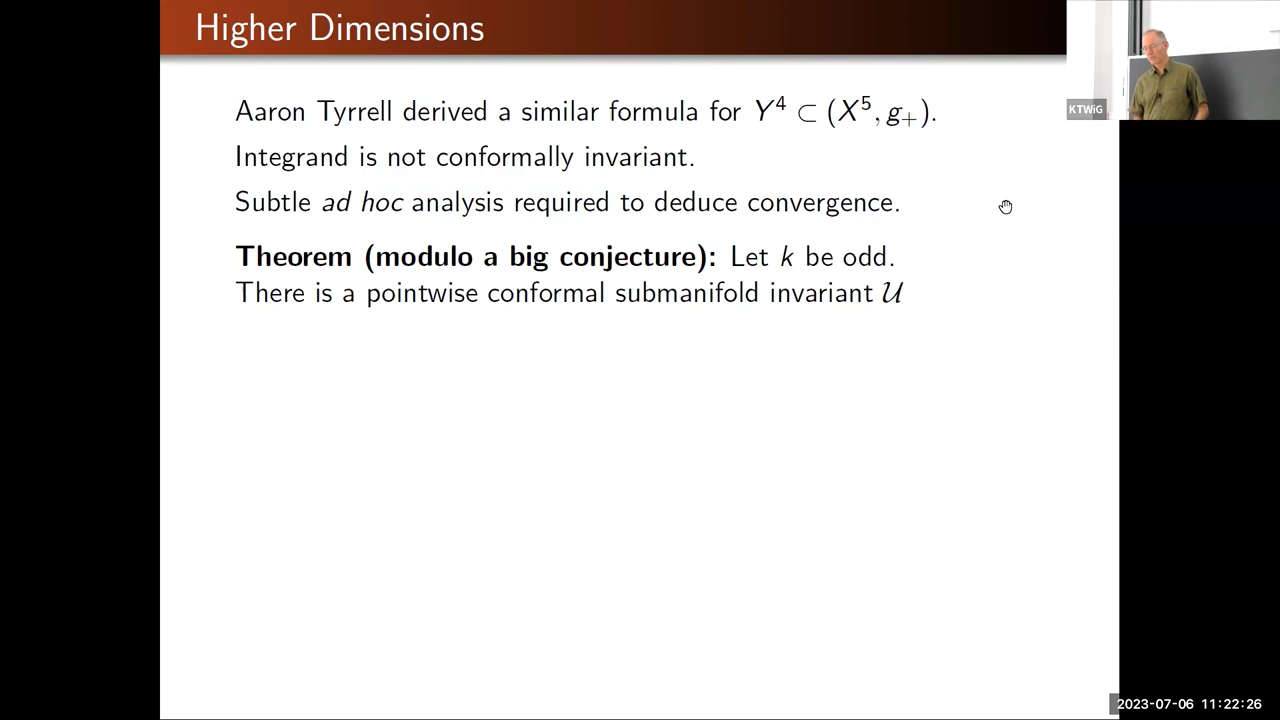 Higher Dimensions
Aaron Tyrrell derived a similar formula for Y⁴ ⊂ (X⁵, g₊).
Integrand is not conformally invariant.
Subtle ad hoc analysis required to deduce convergence.
Theorem (modulo a big conjecture): Let k be odd.
There is a pointwise conformal submanifold invariant 𝒰
KTWiG
2023-07-06 11:22:26